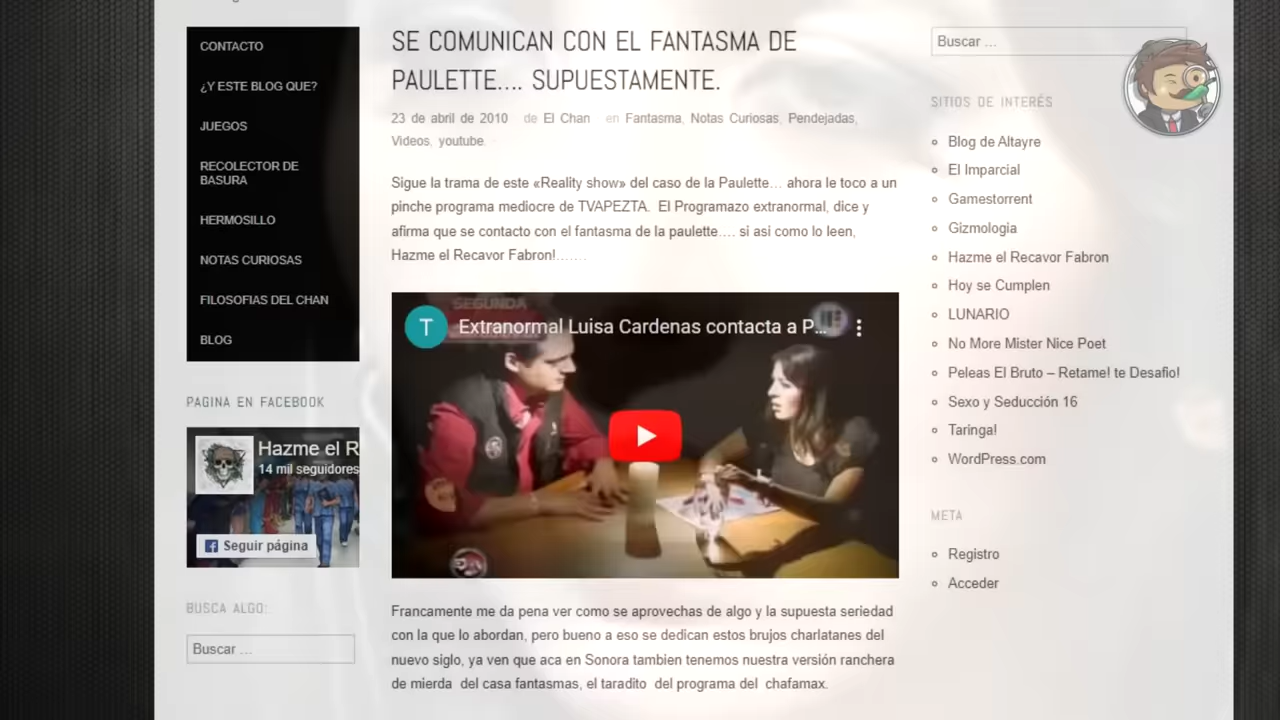 CONTACTO
¿Y ESTE BLOG QUE?
JUEGOS
RECOLECTOR DE
BASURA
HERMOSILLO
NOTAS CURIOSAS
FILOSOFIAS DEL CHAN
BLOG
PAGINA EN FACEBOOK
Hazme el R
14 mil seguidores
Seguir página
BUSCA ALGO:
Buscar …
SE COMUNICAN CON EL FANTASMA DE
PAULETTE…. SUPUESTAMENTE.
23 de abril de 2010 de El Chan en Fantasma, Notas Curiosas, Pendejadas,
Videos, youtube.
Sigue la trama de este «Reality show» del caso de la Paulette… ahora le toco a un
pinche programa mediocre de TVAPEZTA. El Programazo extranormal, dice y
afirma que se contacto con el fantasma de la paulette…. si asi como lo leen,
Hazme el Recavor Fabron!…….
SEGUNDA
T
Extranormal Luisa Cardenas contacta a P...
Francamente me da pena ver como se aprovechas de algo y la supuesta seriedad
con la que lo abordan, pero bueno a eso se dedican estos brujos charlatanes del
nuevo siglo, ya ven que aca en Sonora tambien tenemos nuestra versión ranchera
de mierda del casa fantasmas, el taradito del programa del chafamax.
Buscar …
SITIOS DE INTERÉS
Blog de Altayre
El Imparcial
Gamestorrent
Gizmologia
Hazme el Recavor Fabron
Hoy se Cumplen
LUNARIO
No More Mister Nice Poet
Peleas El Bruto – Retame! te Desafio!
Sexo y Seducción 16
Taringa!
WordPress.com
META
Registro
Acceder